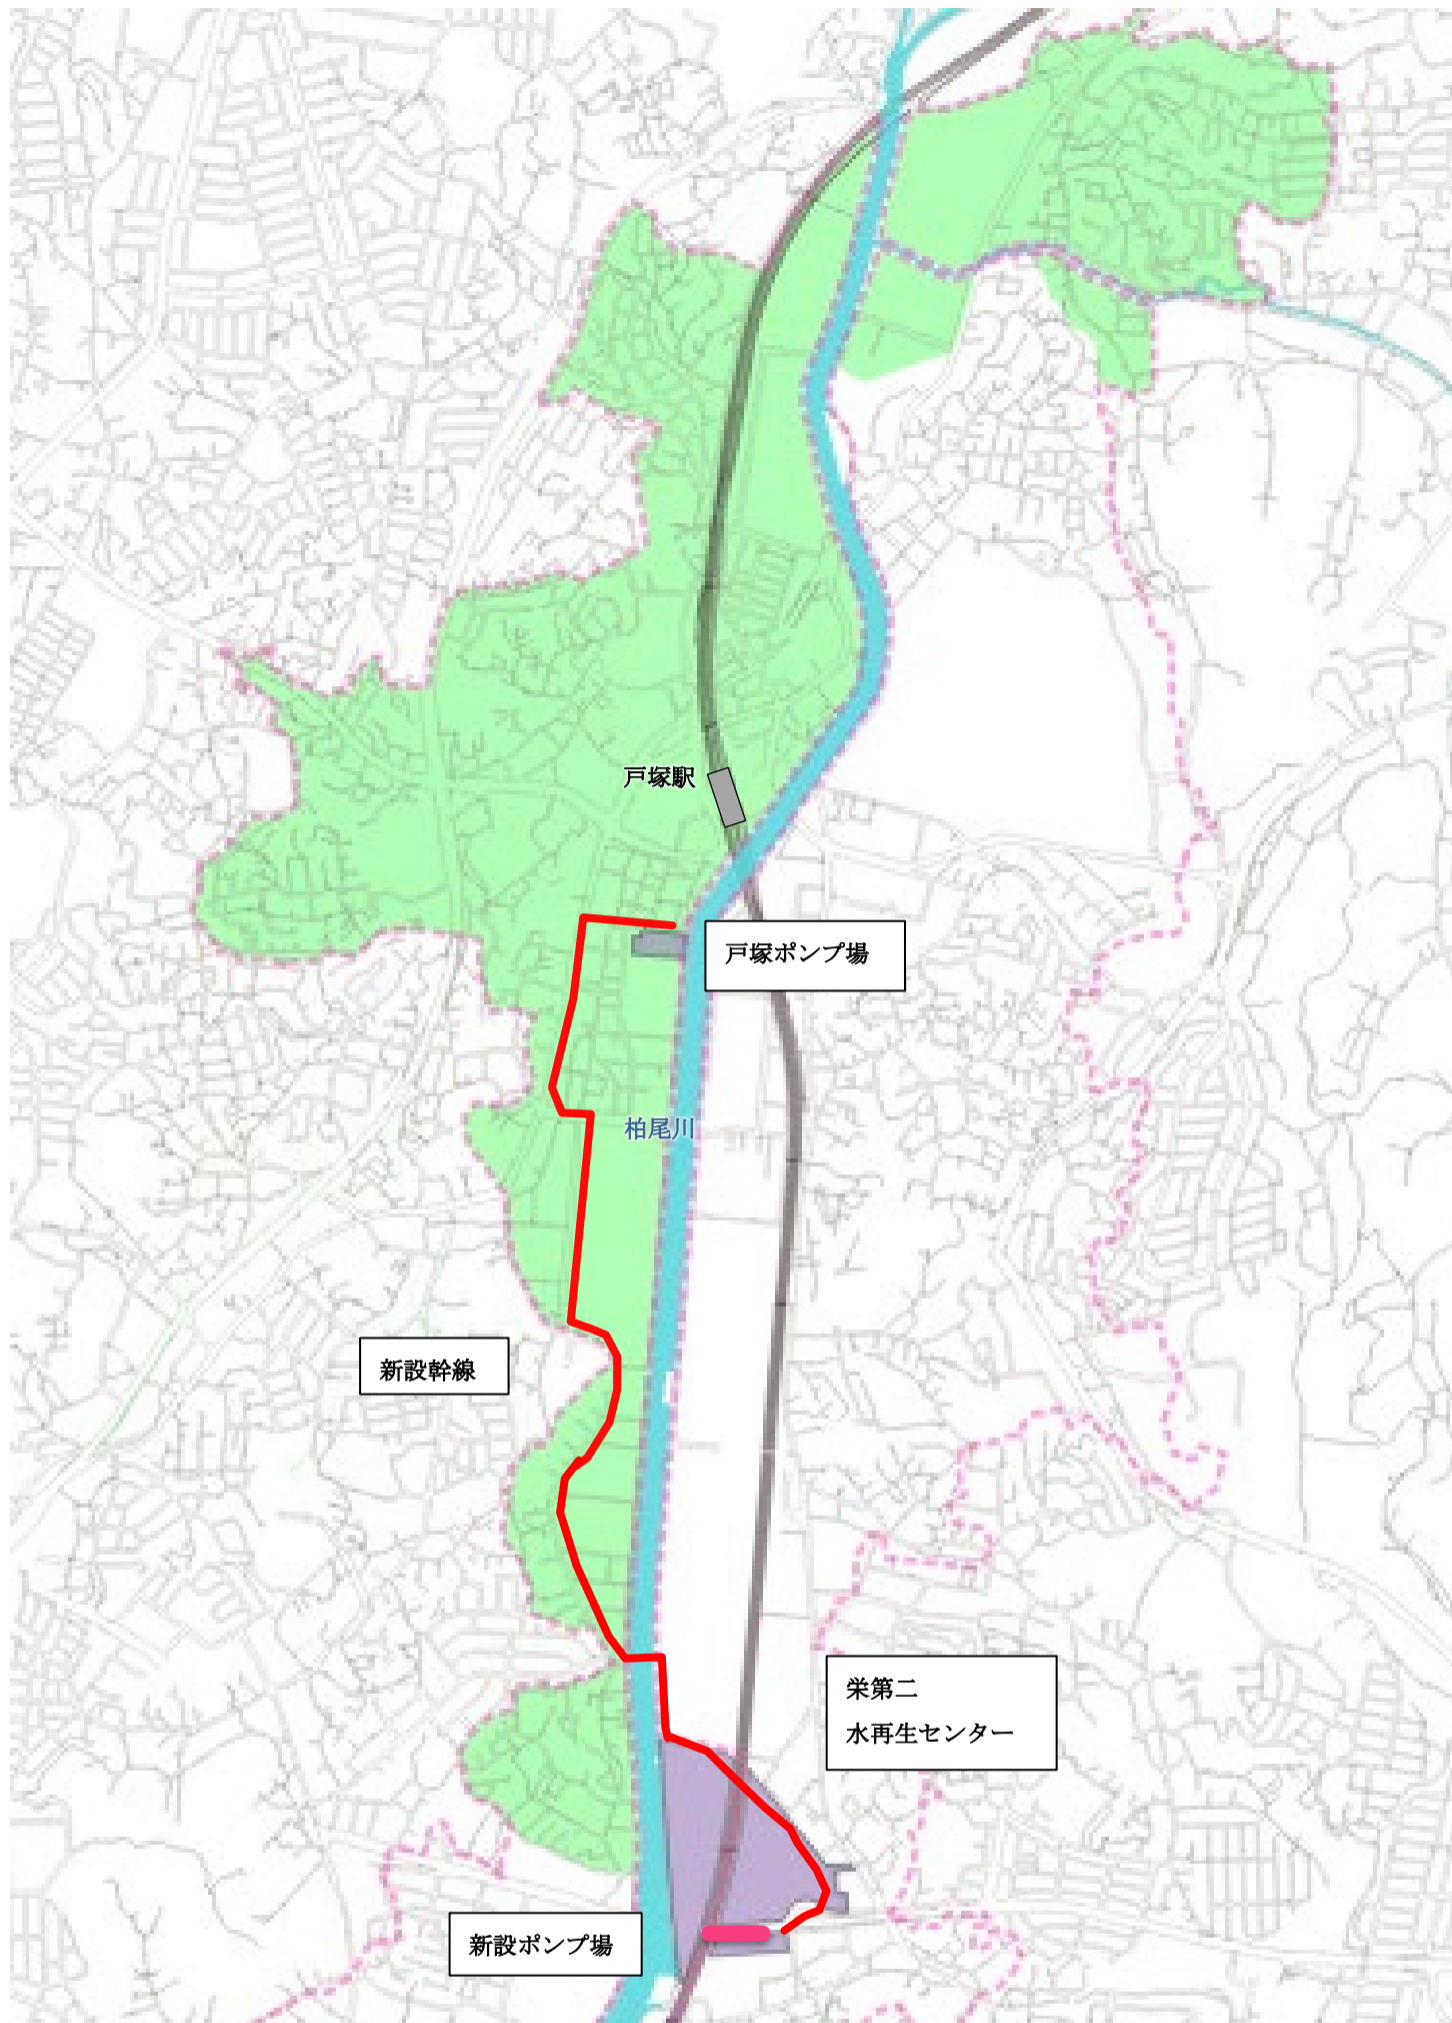 戸塚駅
戸塚ポンプ場
柏尾川
新設幹線
栄第二
水再生センター
新設ポンプ場